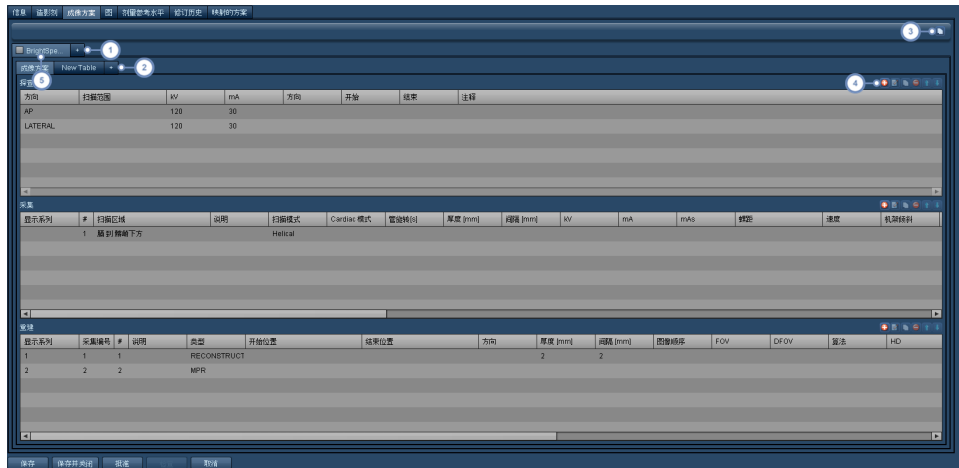 信息 造影剂 成像方案 图 剂量参考水平 修订历史 映射的方案
3
BrightSpe... + 1
成像方案 New Table + 2
5 4
方向 扫描范围 kV mA 方向 开始 结束 注释
AP 120 30
LATERAL 120 30
采集
显示系列 # 扫描区域 说明 扫描模式 Cardiac 模式 管旋转[s] 厚度 [mm] 间隔 [mm] kV mA mAs 螺距 速度 机架倾斜
1 Helical
重建
显示系列 采集编号 # 说明 类型 开始位置 结束位置 方向 厚度 [mm] 间隔 [mm] 图像顺序 FOV DFOV 算法 HD
1 1 1 RECONSTRUCT 2 2
2 2 2 MPR
保存 保存并关闭 批准 取消